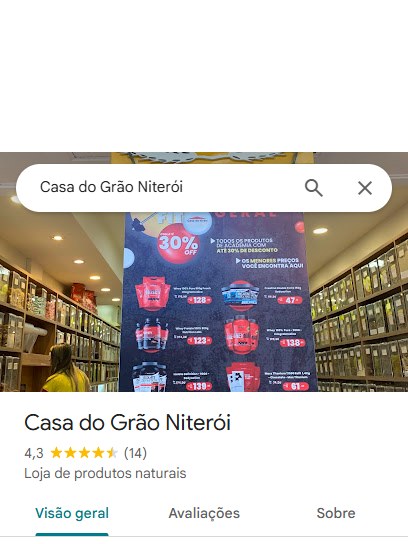 Casa do Grão Niterói
GERAL
30%
OFF
TODOS OS PRODUTOS
DE ACADEMIA COM
ATÉ 30% DE DESCONTO
OS MENORES PREÇOS
VOCÊ ENCONTRA AQUI
128
47
123
138
139
61
Casa do Grão Niterói
4,3 (14)
Loja de produtos naturais
Visão geral Avaliações Sobre